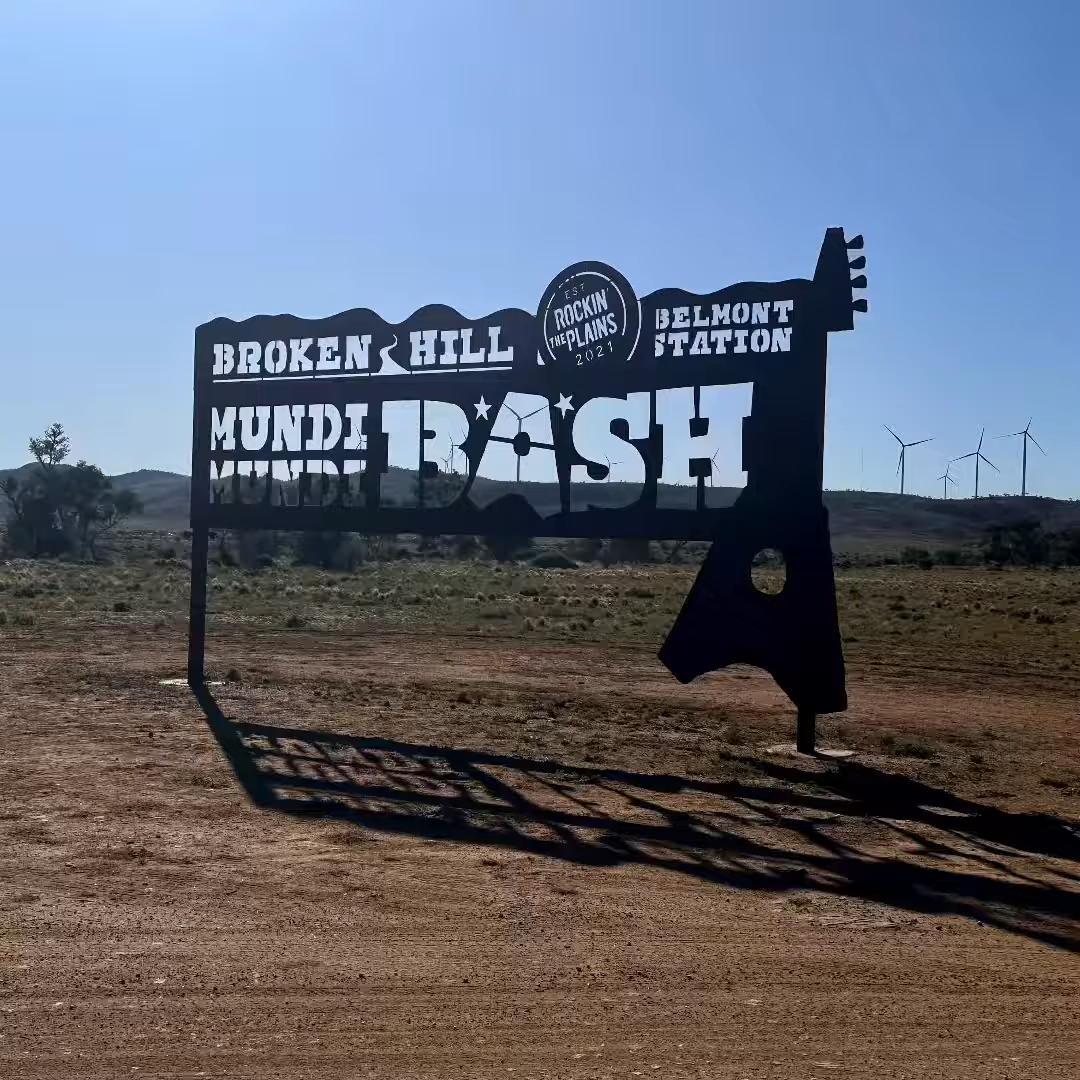 BROKEN HILL
EST
ROCKIN'
THE PLAINS
2021
BELMONT
STATION
MUNDI
MUNDI
BASH